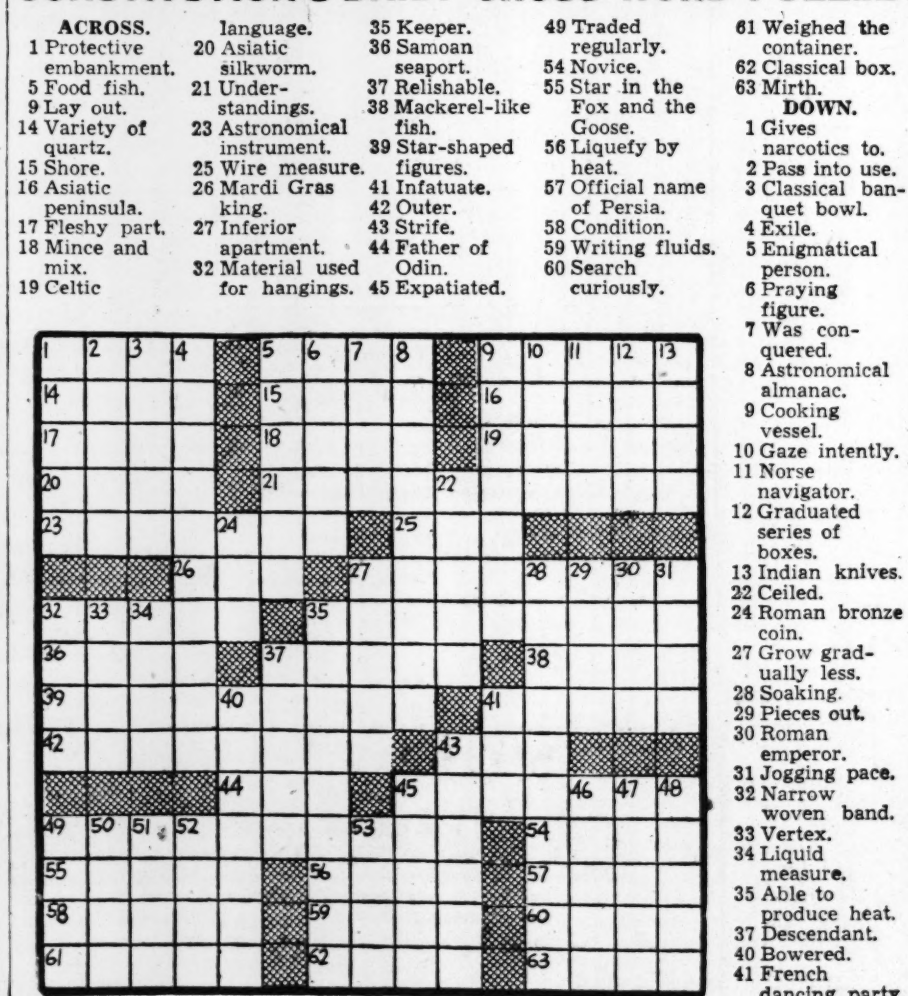 ACROSS.
1 Protective
embankment.
5 Food fish.
9 Lay out.
14 Variety of
quartz.
15 Shore.
16 Asiatic
peninsula.
17 Fleshy part.
18 Mince and
mix.
19 Celtic
language.
20 Asiatic
silkworm.
21 Under-
standings.
23 Astronomical
instrument.
25 Wire measure.
26 Mardi Gras
king.
27 Inferior
apartment.
32 Material used
for hangings.
35 Keeper.
36 Samoan
seaport.
37 Relishable.
38 Mackerel-like
fish.
39 Star-shaped
figures.
41 Infatuate.
42 Outer.
43 Strife.
44 Father of
Odin.
45 Expatiated.
49 Traded
regularly.
54 Novice.
55 Star in the
Fox and the
Goose.
56 Liquefy by
heat.
57 Official name
of Persia.
58 Condition.
59 Writing fluids.
60 Search
curiously.
61 Weighed the
container.
62 Classical box.
63 Mirth.
DOWN.
1 Gives
narcotics to.
2 Pass into use.
3 Classical ban-
quet bowl.
4 Exile.
5 Enigmatical
person.
6 Praying
figure.
7 Was con-
quered.
8 Astronomical
almanac.
9 Cooking
vessel.
10 Gaze intently.
11 Norse
navigator.
12 Graduated
series of
boxes.
13 Indian knives.
22 Ceiled.
24 Roman bronze
coin.
27 Grow grad-
ually less.
28 Soaking.
29 Pieces out.
30 Roman
emperor.
31 Jogging pace.
32 Narrow
woven band.
33 Vertex.
34 Liquid
measure.
35 Able to
produce heat.
37 Descendant.
40 Bowered.
41 French
dancing party
1 2 3 4 5 6 7 8 9 10 11 12 13
14 15 16
17 18 19
20 21 22
23 24 25
26 27 28 29 30 31
32 33 34 35
36 37 38
39 40 41
42 43
44 45 46 47 48
49 50 51 52 53 54
55 56 57
58 59 60
61 62 63